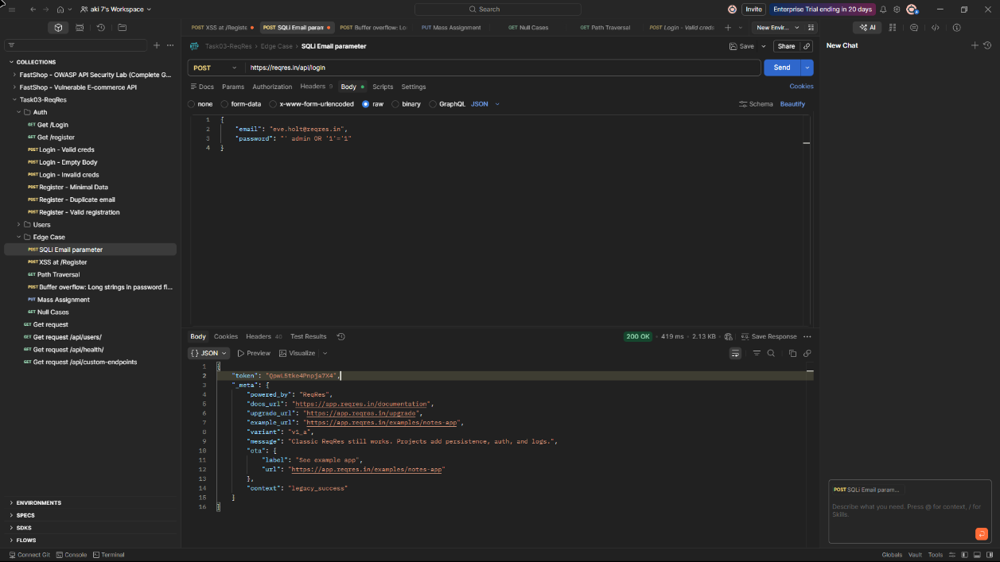 aki 7's Workspace
Search
Invite
Enterprise Trial ending in 20 days
POST XSS at /Registe
POST SQLi Email paran
POST Buffer overflow: Lo
PUT Mass Assignment
GET Null Cases
GET Path Traversal
POST Login - Valid creds
New Envir...
AI
HTTP
Task03-ReqRes > Edge Case > SQLi Email parameter
Save
Share
New Chat
COLLECTIONS
FastShop - OWASP API Security Lab (Complete G...
FastShop - Vulnerable E-commerce API
Task03-ReqRes
Auth
GET Get /Login
GET Get /register
POST Login - Valid creds
POST Login - Empty Body
POST Login - Invalid creds
POST Register - Minimal Data
POST Register - Duplicate email
POST Register - Valid registration
Users
Edge Case
POST SQLi Email parameter
POST XSS at /Register
GET Path Traversal
POST Buffer overflow: Long strings in password fi...
PUT Mass Assignment
GET Null Cases
GET Get request
GET Get request /api/users/
GET Get request /api/health/
GET Get request /api/custom-endpoints
ENVIRONMENTS
SPECS
SDKS
FLOWS
POST
https://reqres.in/api/login
Send
Docs Params Authorization Headers 9 Body Scripts Settings
Cookies
none form-data x-www-form-urlencoded raw binary GraphQL JSON
Schema Beautify
1 {
2 "email": "eve.holt@reqres.in",
3 "password": "' admin OR '1'='1"
4 }
Body Cookies Headers 40 Test Results
200 OK • 419 ms • 2.13 KB
Save Response
{} JSON Preview Visualize
1 {
2 "token": "QpwL5tke4Pnpja7X4",
3 "_meta": {
4 "powered_by": "ReqRes",
5 "docs_url": "https://app.reqres.in/documentation",
6 "upgrade_url": "https://app.reqres.in/upgrade",
7 "example_url": "https://app.reqres.in/examples/notes-app",
8 "variant": "v1_a",
9 "message": "Classic ReqRes still works. Projects add persistence, auth, and logs.",
10 "cta": {
11 "label": "See example app",
12 "url": "https://app.reqres.in/examples/notes-app"
13 },
14 "context": "legacy_success"
15 }
16 }
POST SQLi Email param...
Describe what you need. Press @ for context, / for
Skills.
Connect Git Console Terminal
Globals Vault Tools